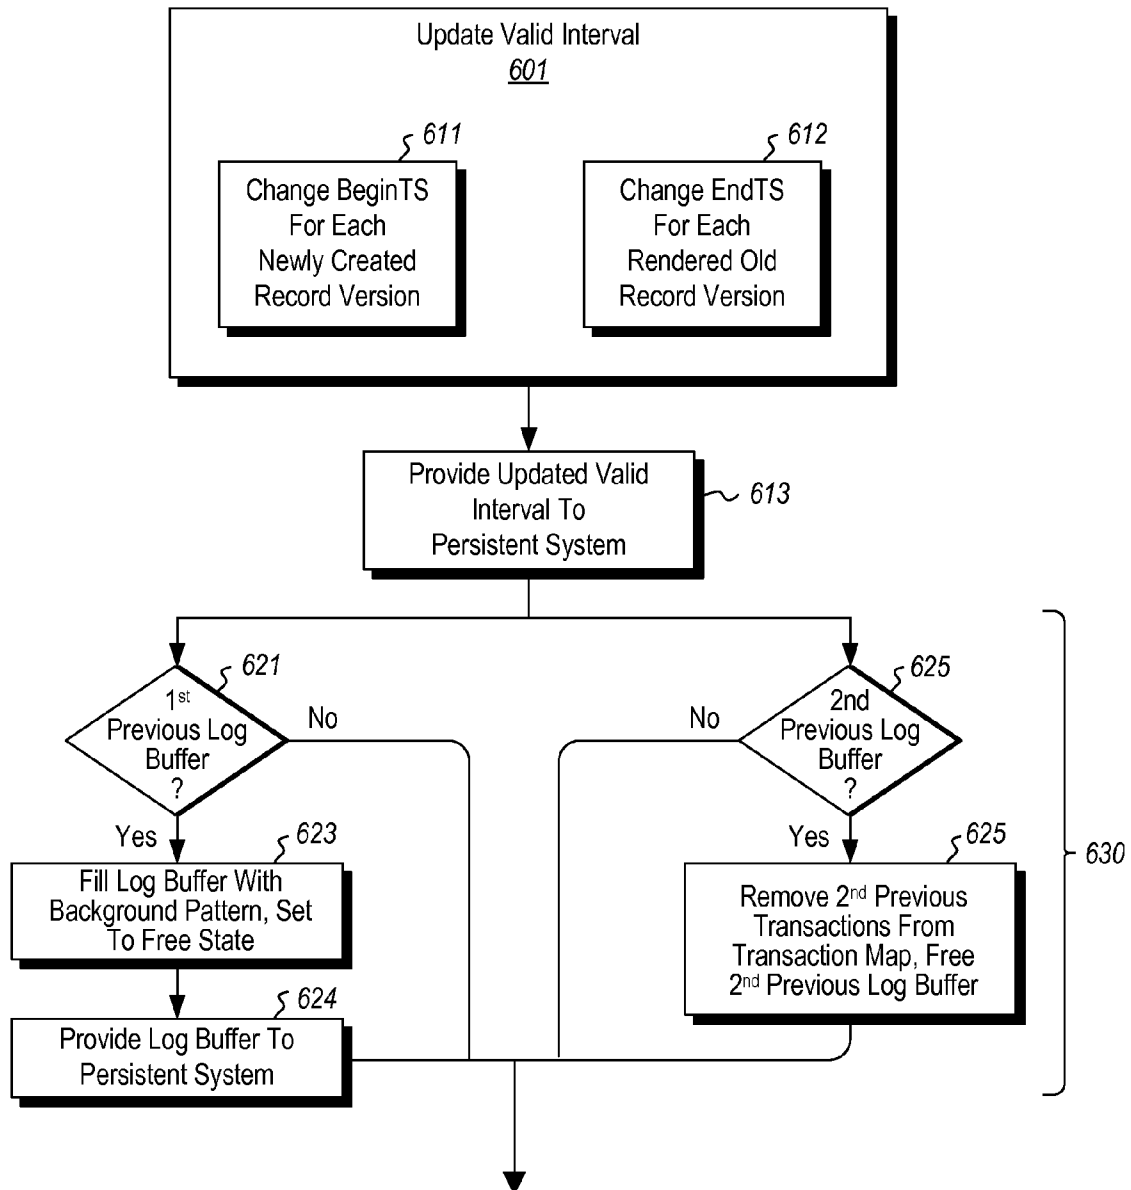 Update Valid Interval
601
611
Change BeginTS
For Each
Newly Created
Record Version
612
Change EndTS
For Each
Rendered Old
Record Version
Provide Updated Valid
Interval To
Persistent System
613
621
1st
Previous Log
Buffer
?
No
Yes
625
2nd
Previous Log
Buffer
?
No
Yes
623
Fill Log Buffer With
Background Pattern, Set
To Free State
624
Provide Log Buffer To
Persistent System
625
Remove 2nd Previous
Transactions From
Transaction Map, Free
2nd Previous Log Buffer
630